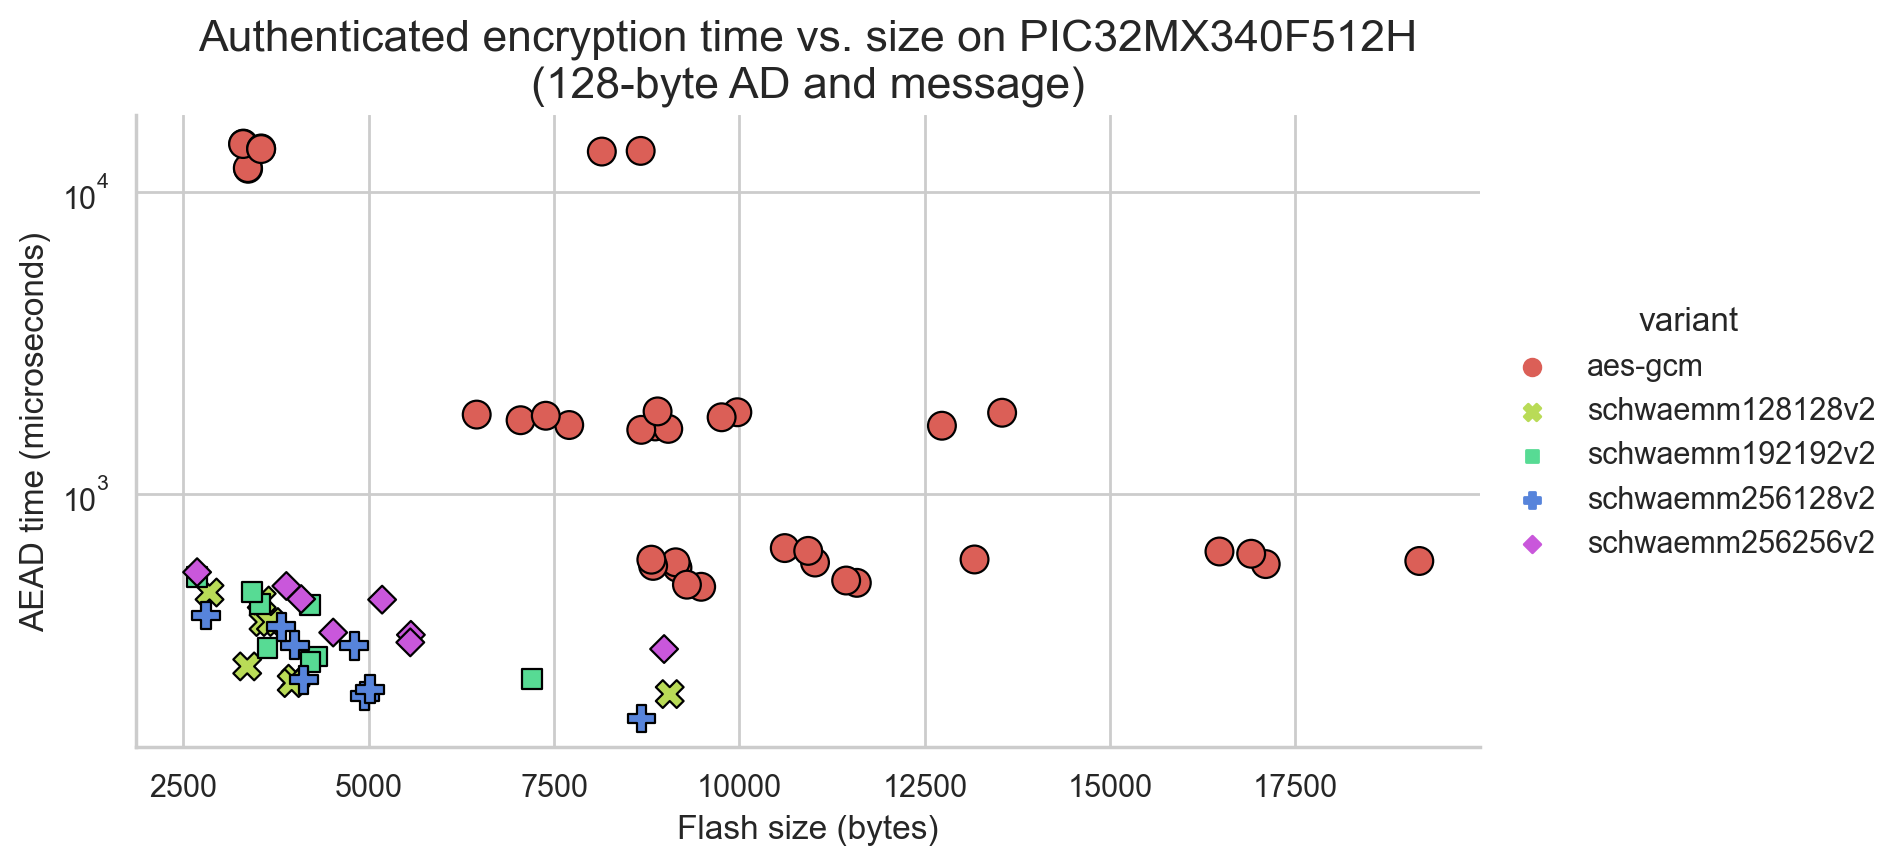 Authenticated encryption time vs. size on PIC32MX340F512H
(128-byte AD and message)
AEAD time (microseconds)
10^4
10^3
2500 5000 7500 10000 12500 15000 17500
Flash size (bytes)
variant
aes-gcm
schwaemm128128v2
schwaemm192192v2
schwaemm256128v2
schwaemm256256v2